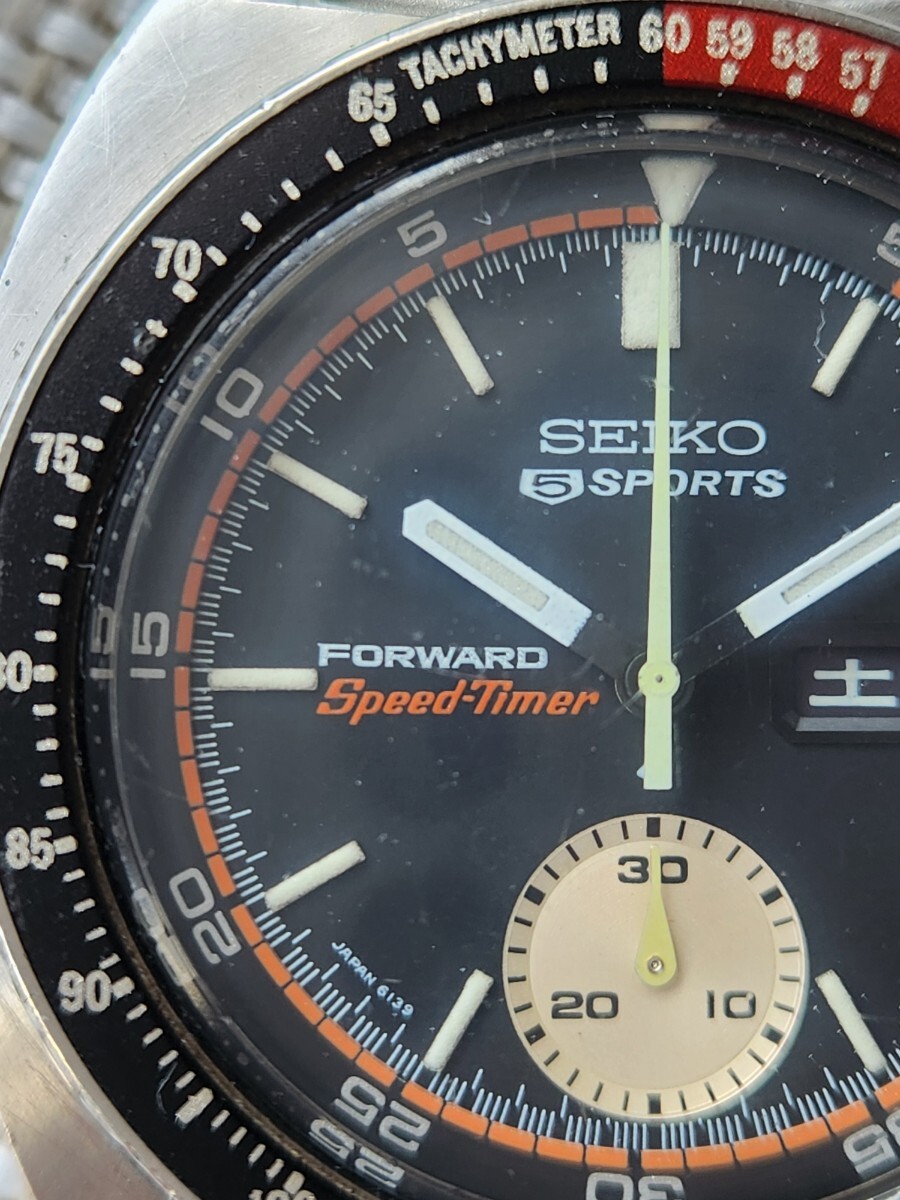 TACHYMETER 60 59 58 57
65
70
75
80
85
90
5
10
15
20
25
30
SEIKO
5 SPORTS
FORWARD
Speed-Timer
土
30
20 10
JAPAN 6139